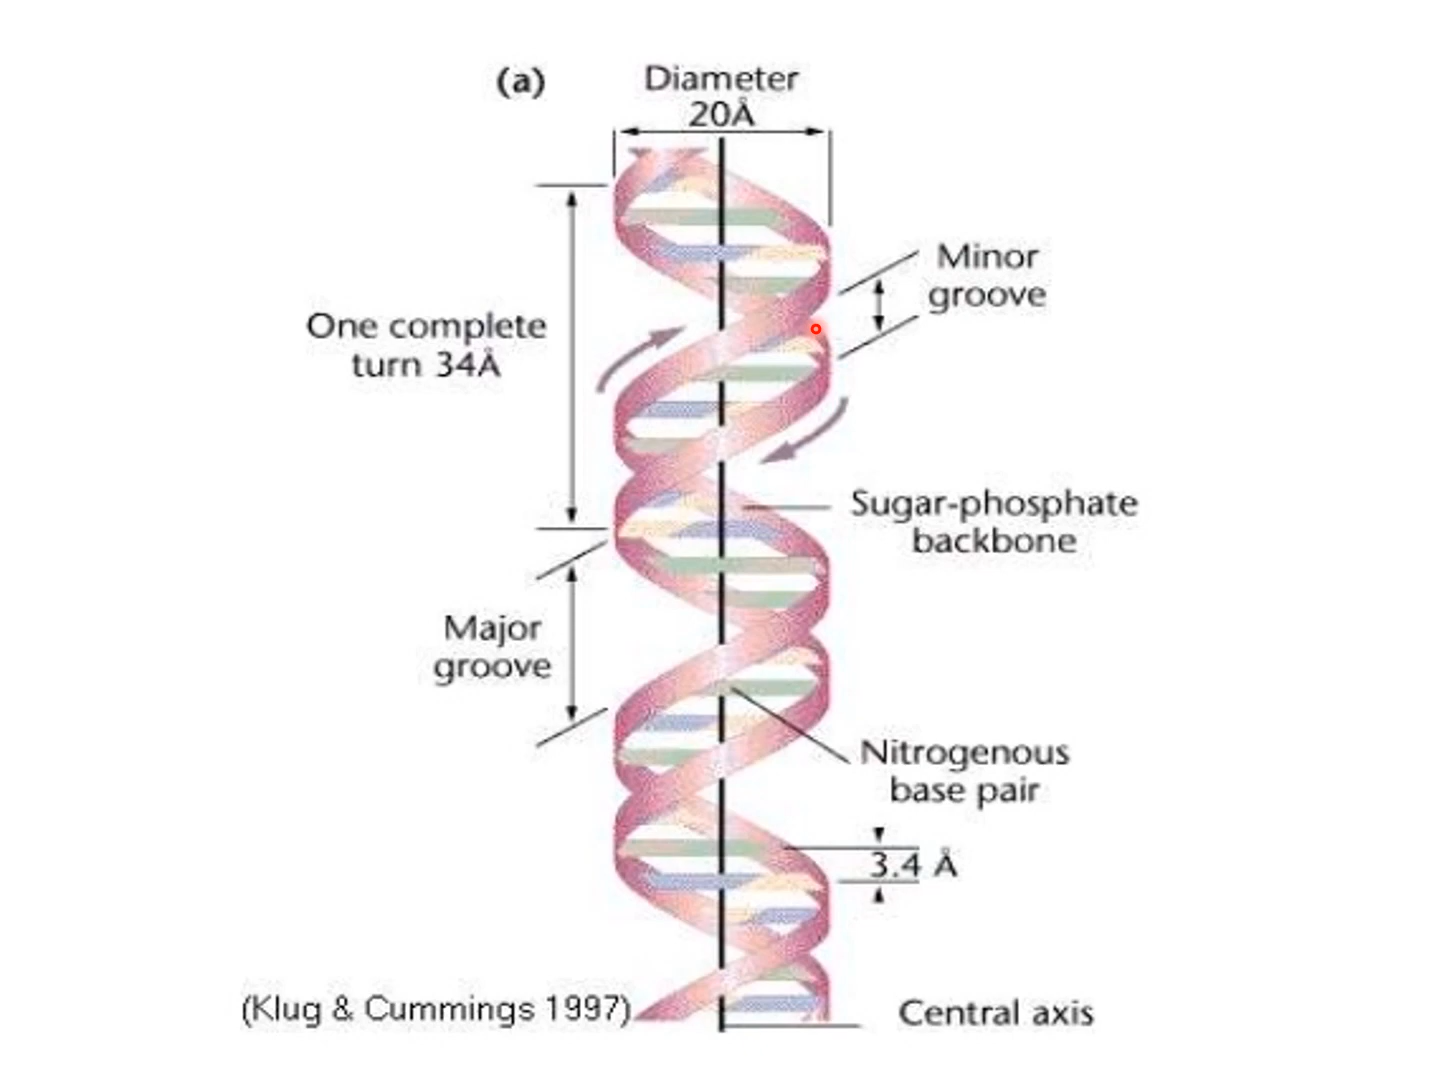 (a)
Diameter
20Å
Minor
groove
One complete
turn 34Å
Sugar-phosphate
backbone
Major
groove
Nitrogenous
base pair
3.4 Å
(Klug & Cummings 1997)
Central axis